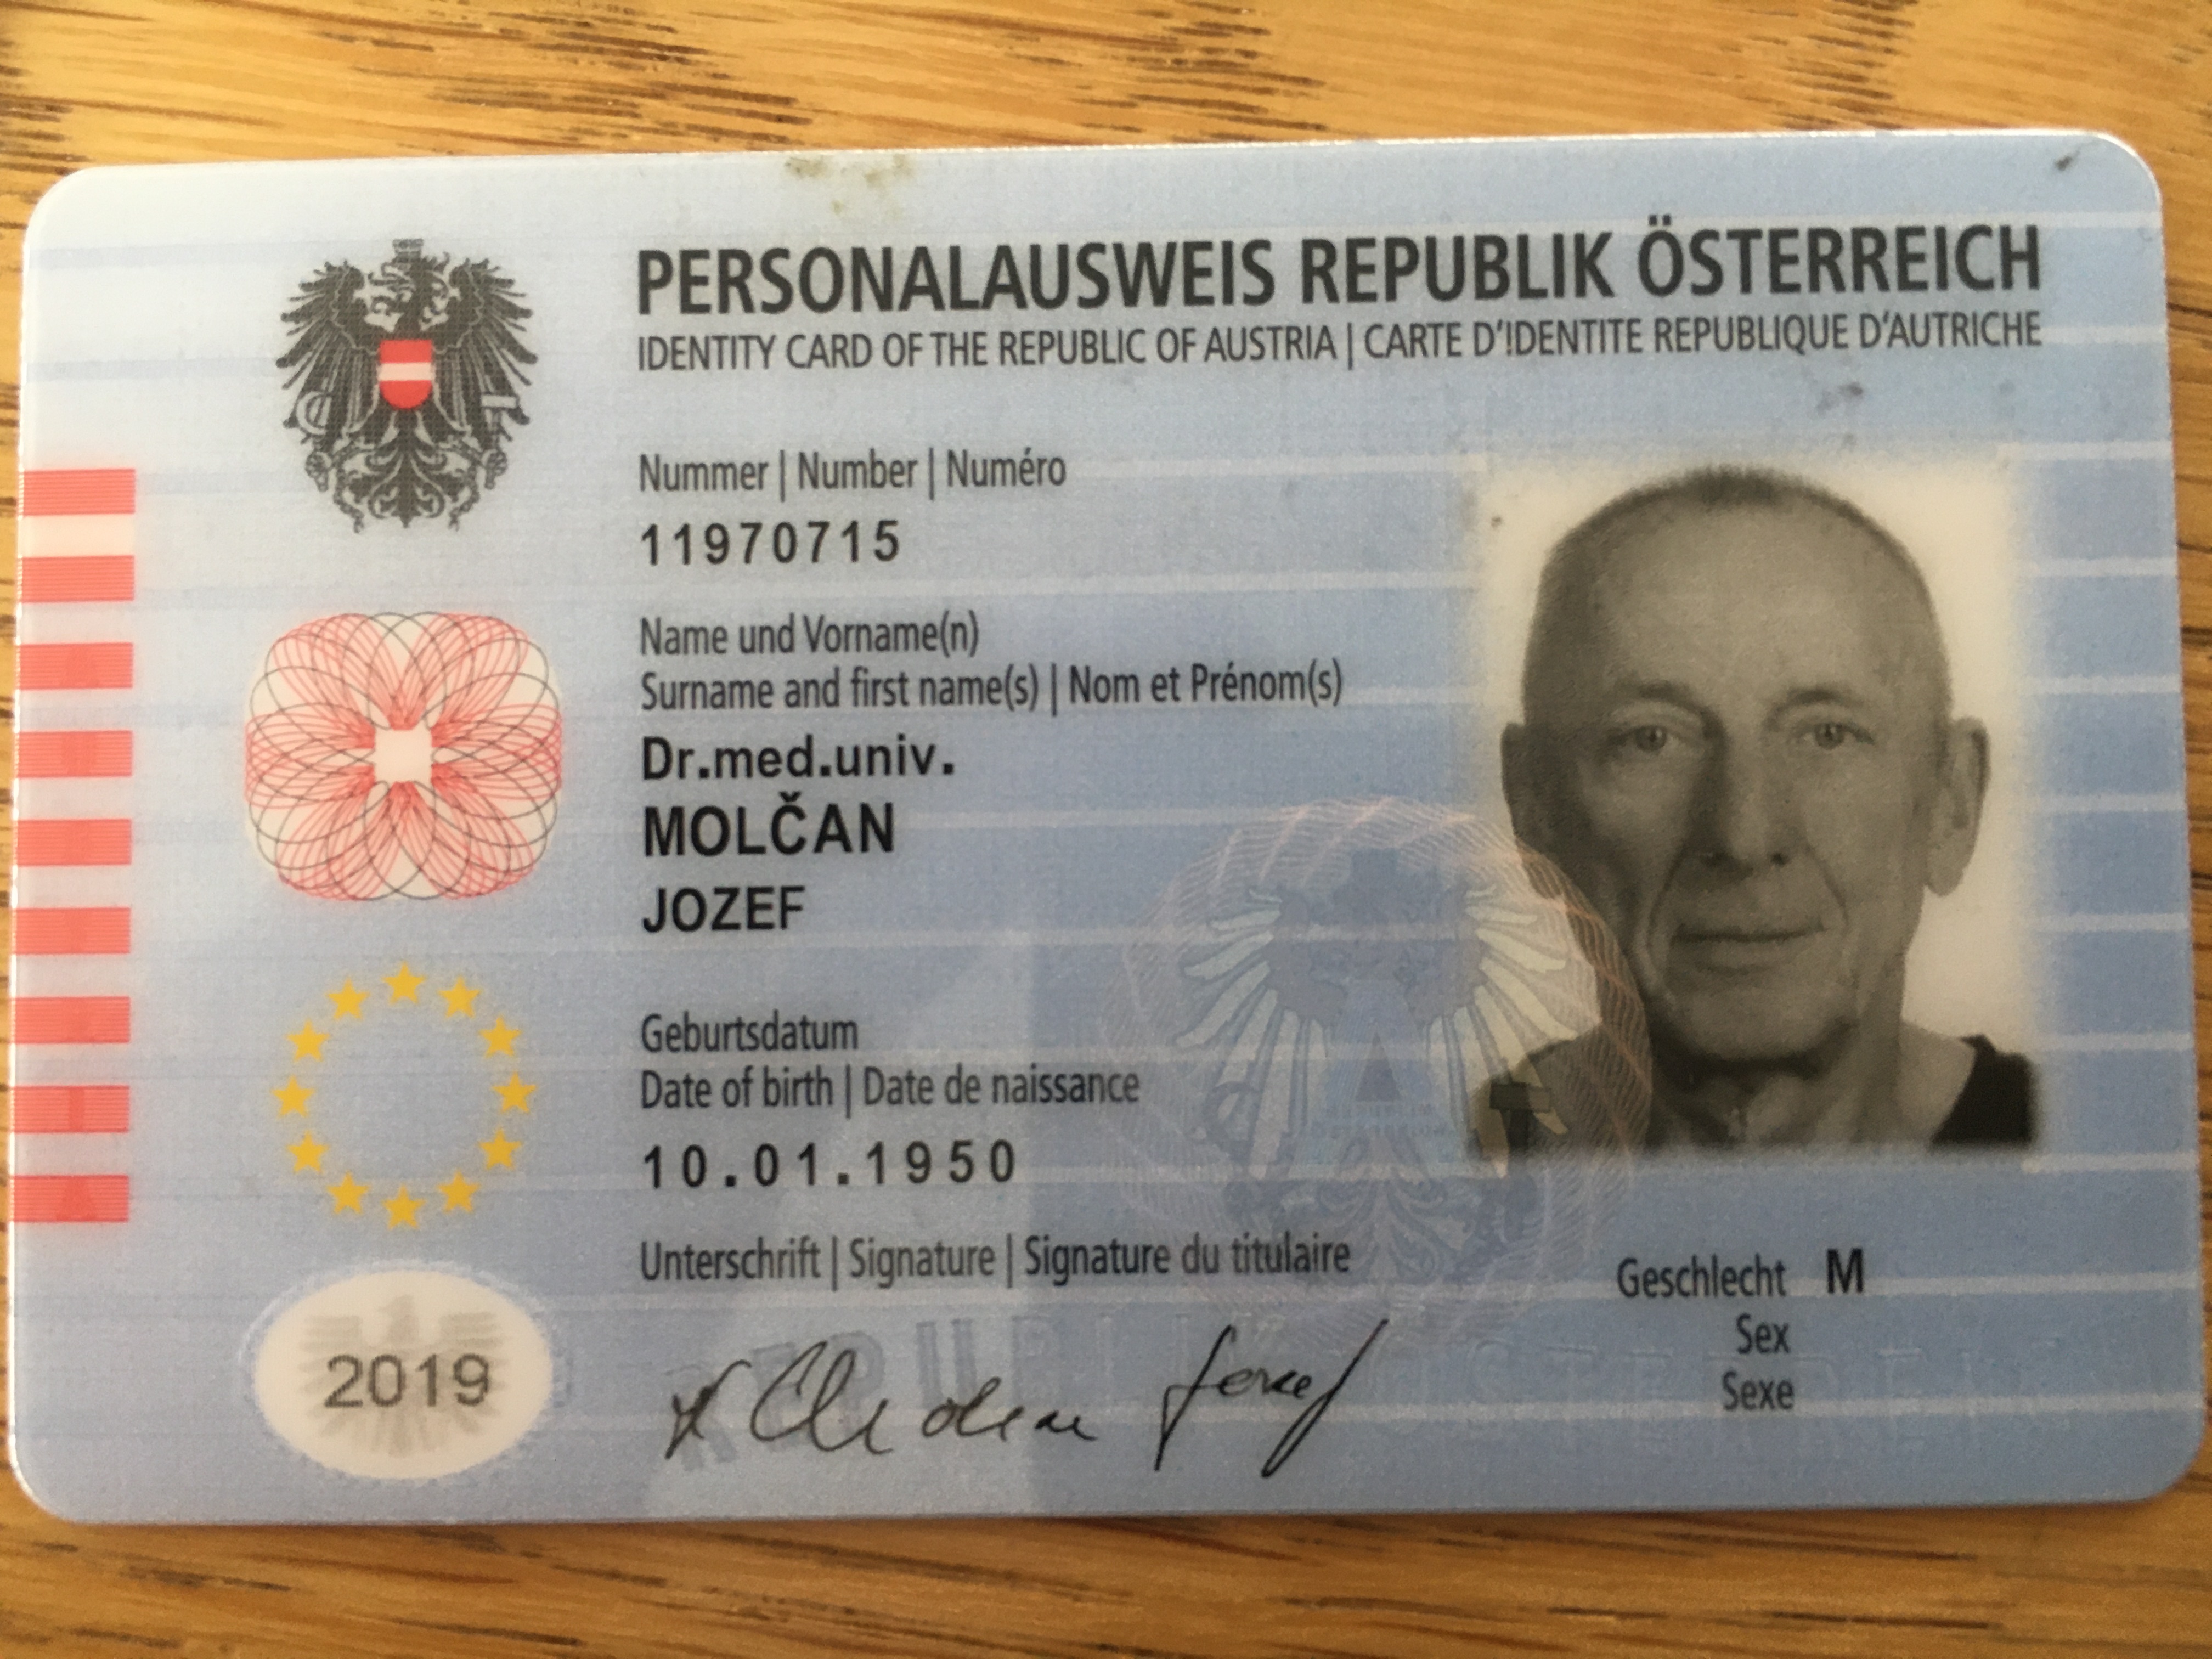 PERSONALAUSWEIS REPUBLIK ÖSTERREICH
IDENTITY CARD OF THE REPUBLIC OF AUSTRIA | CARTE D'IDENTITE REPUBLIQUE D'AUTRICHE
Nummer | Number | Numéro
11970715
Name und Vorname(n)
Surname and first name(s) | Nom et Prénom(s)
Dr.med.univ.
MOLČAN
JOZEF
Geburtsdatum
Date of birth | Date de naissance
10.01.1950
Unterschrift | Signature | Signature du titulaire
Geschlecht M
Sex
Sexe
2019